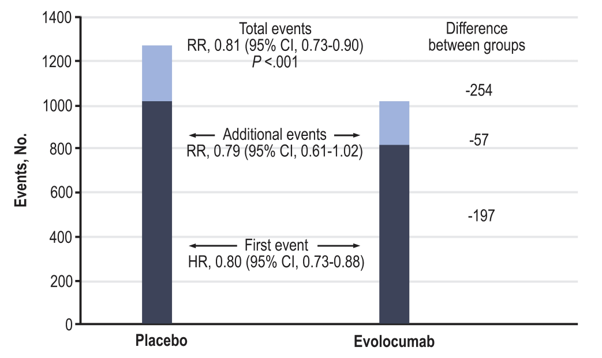 1400
1200
1000
800
600
400
200
0
Events, No.
Total events
RR, 0.81 (95% CI, 0.73-0.90)
P <.001
Difference
between groups
-254
Additional events
RR, 0.79 (95% CI, 0.61-1.02)
-57
-197
First event
HR, 0.80 (95% CI, 0.73-0.88)
Placebo
Evolocumab